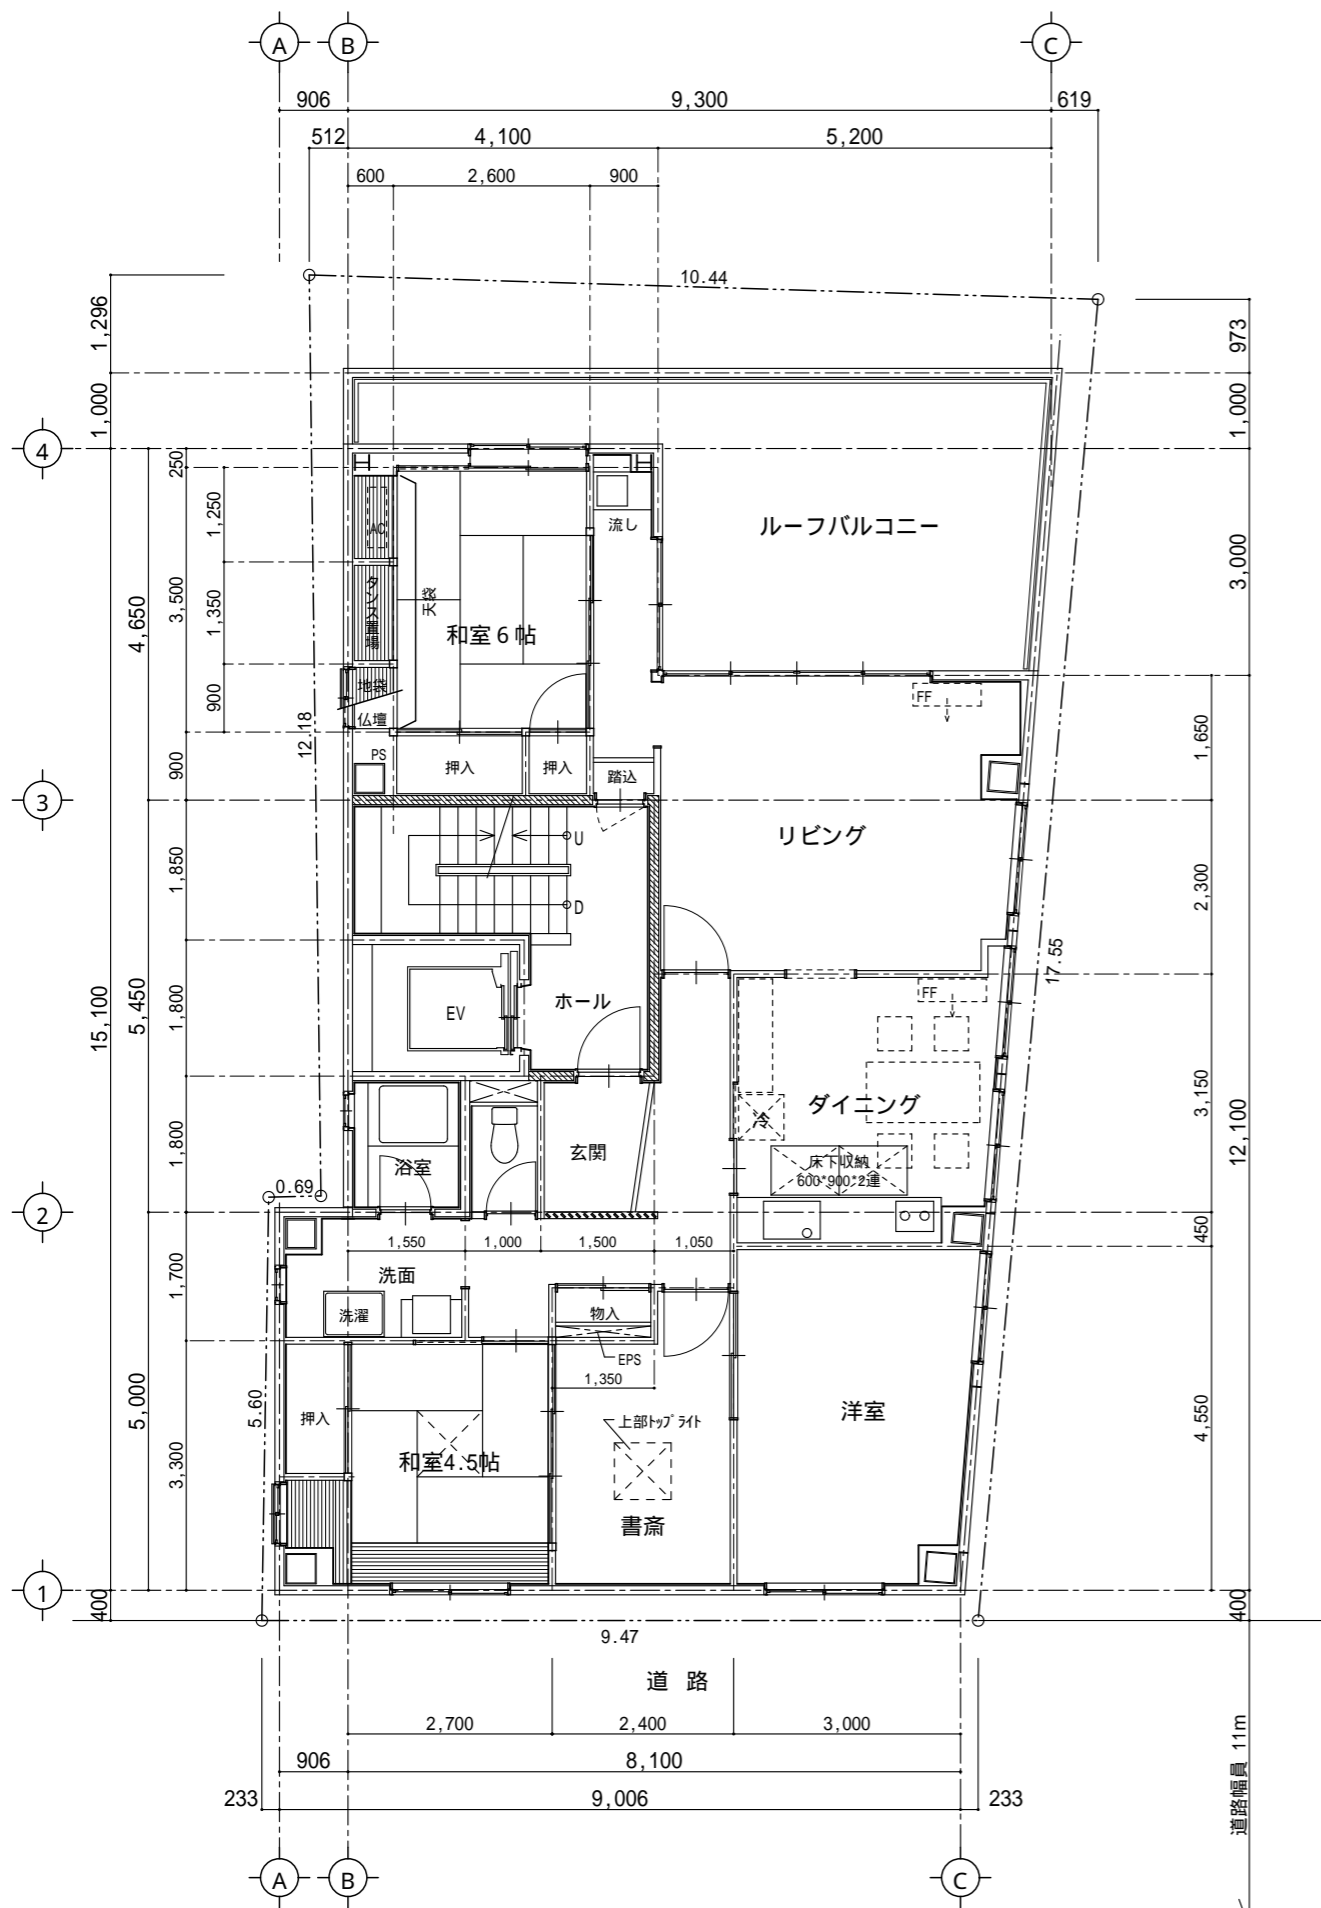 A
B
C
906
9,300
619
512
4,100
5,200
600
2,600
900
10.44
1,296
973
1,000
1,000
4
250
1,250
3,000
ルーフバルコニー
流し
AC
タンス置場
天袋
和室6帖
3,500
4,650
1,350
900
地袋
仏壇
12.18
FF
1,650
PS
押入
押入
踏込
900
3
リビング
U
D
1,850
2,300
17.55
15,100
5,450
1,800
EV
ホール
FF
ダイニング
冷
床下収納
600*900*2連
3,150
12,100
1,800
浴室
玄関
0.69
2
1,550
1,000
1,500
1,050
450
1,700
洗面
洗濯
物入
EPS
1,350
5,000
5.60
押入
上部トップライト
洋室
4,550
和室4.5帖
3,300
書斎
1
400
400
9.47
道 路
2,700
2,400
3,000
906
8,100
233
9,006
233
道路幅員 11m
A
B
C